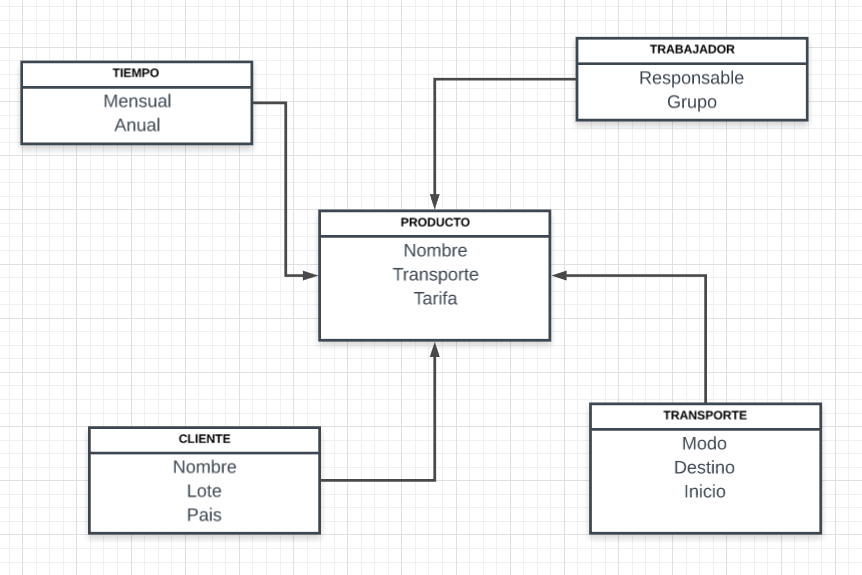 TIEMPO
Mensual
Anual
TRABAJADOR
Responsable
Grupo
PRODUCTO
Nombre
Transporte
Tarifa
CLIENTE
Nombre
Lote
Pais
TRANSPORTE
Modo
Destino
Inicio